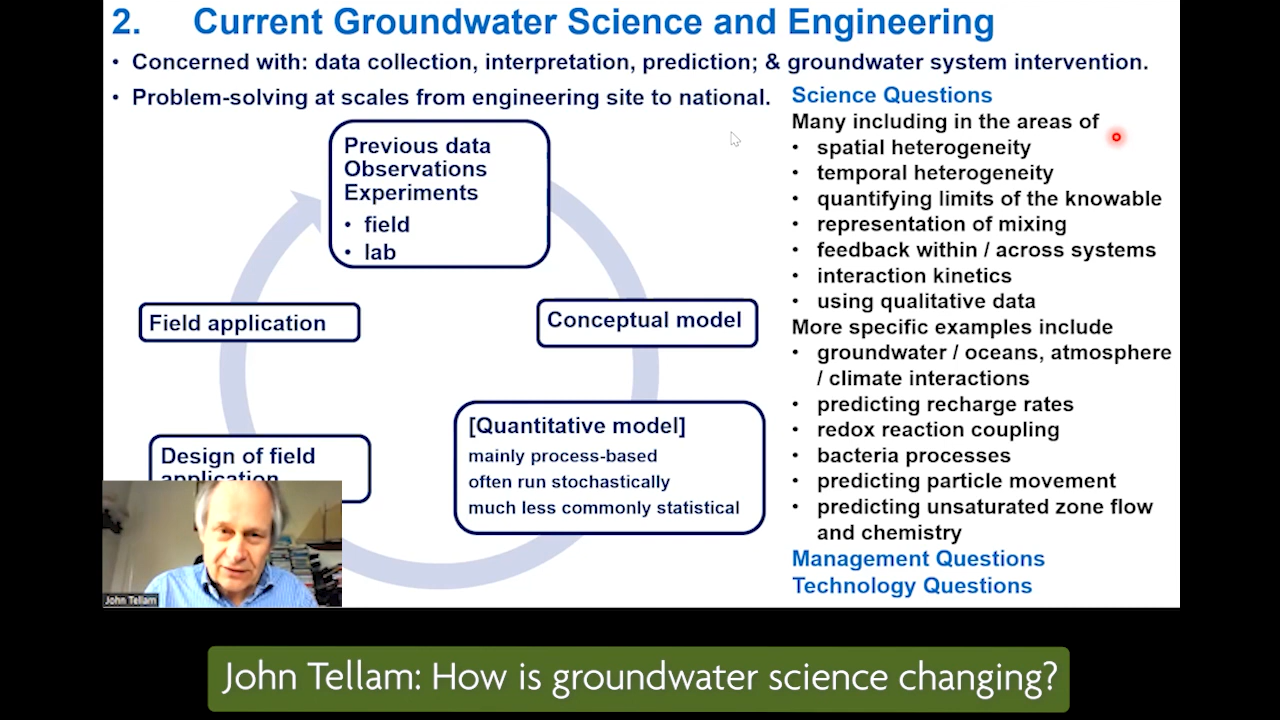 2. Current Groundwater Science and Engineering
• Concerned with: data collection, interpretation, prediction; & groundwater system intervention.
• Problem-solving at scales from engineering site to national.
Previous data
Observations
Experiments
• field
• lab
Conceptual model
[Quantitative model]
mainly process-based
often run stochastically
much less commonly statistical
Design of field
application
Field application
Science Questions
Many including in the areas of
• spatial heterogeneity
• temporal heterogeneity
• quantifying limits of the knowable
• representation of mixing
• feedback within / across systems
• interaction kinetics
• using qualitative data
More specific examples include
• groundwater / oceans, atmosphere
/ climate interactions
• predicting recharge rates
• redox reaction coupling
• bacteria processes
• predicting particle movement
• predicting unsaturated zone flow
and chemistry
Management Questions
Technology Questions
John Tellam
John Tellam: How is groundwater science changing?